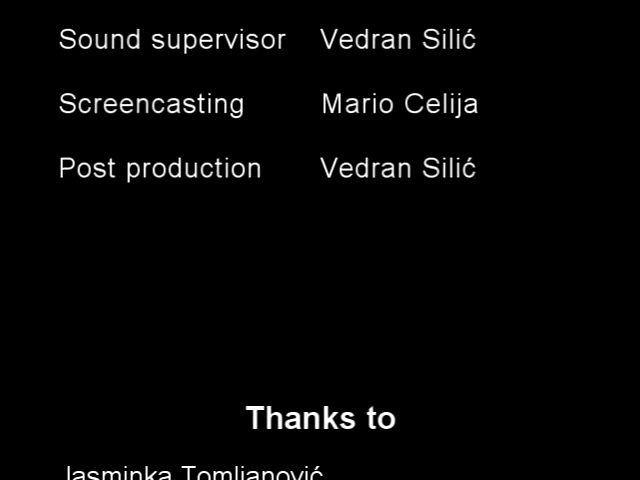 Sound supervisor Vedran Silić
Screencasting Mario Celija
Post production Vedran Silić
Thanks to
Jasminka Tomljanović